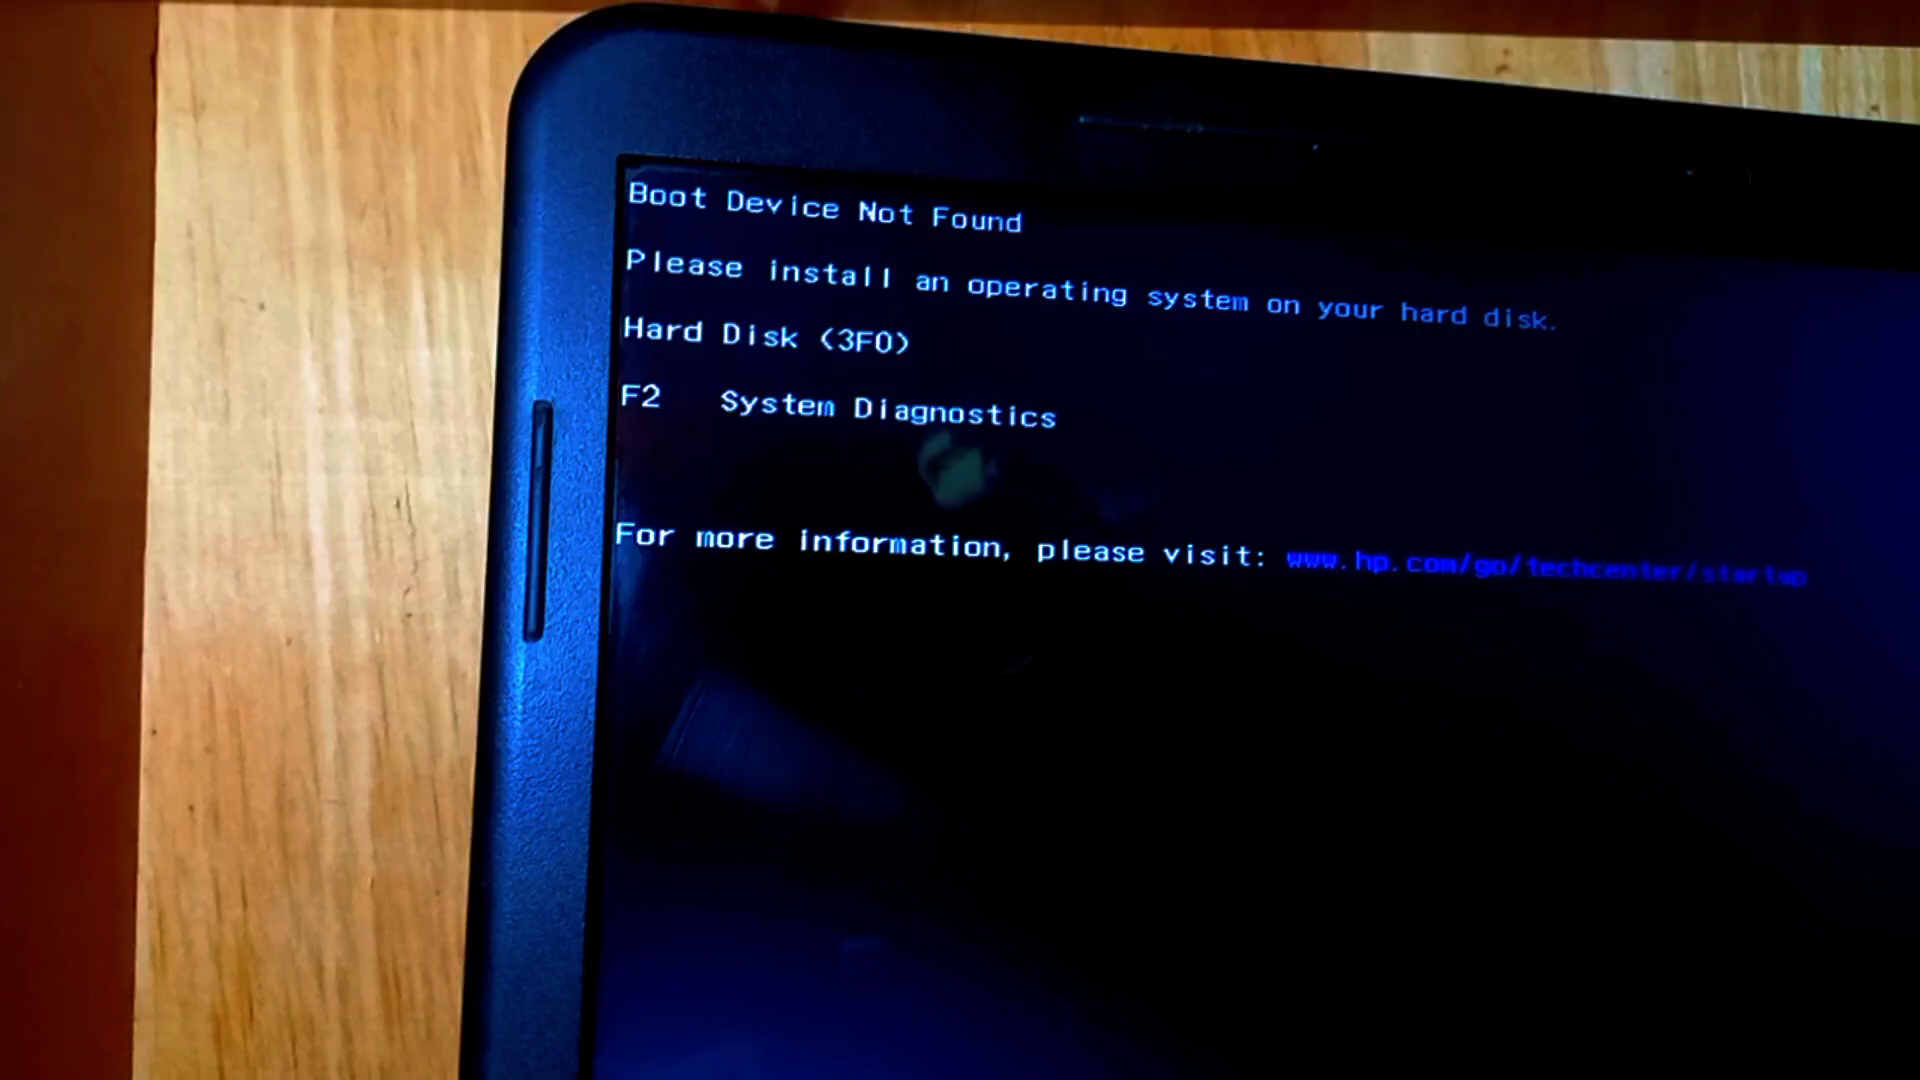 Boot Device Not Found
Please install an operating system on your hard disk.
Hard Disk (3F0)
F2 System Diagnostics
For more information, please visit: www.hp.com/go/techcenter/startup